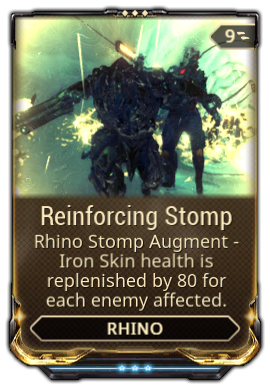 9
Reinforcing Stomp
Rhino Stomp Augment -
Iron Skin health is
replenished by 80 for
each enemy affected.
RHINO